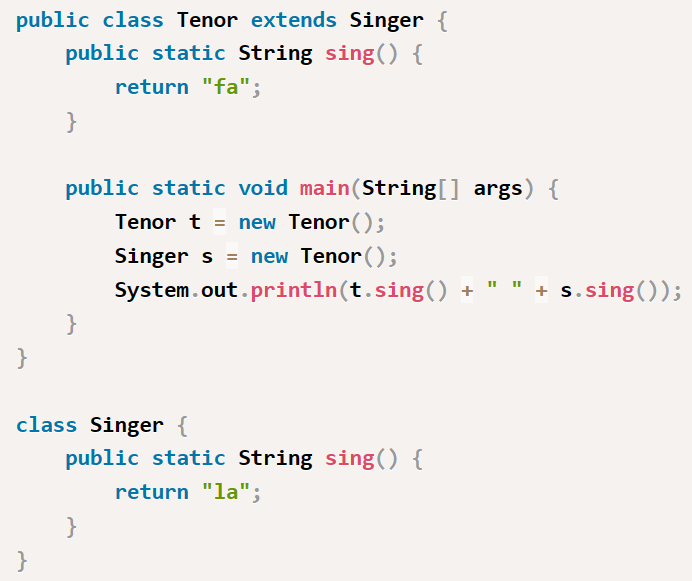 public class Tenor extends Singer {
    public static String sing() {
        return "fa";
    }

    public static void main(String[] args) {
        Tenor t = new Tenor();
        Singer s = new Tenor();
        System.out.println(t.sing() + " " + s.sing());
    }
}

class Singer {
    public static String sing() {
        return "la";
    }
}